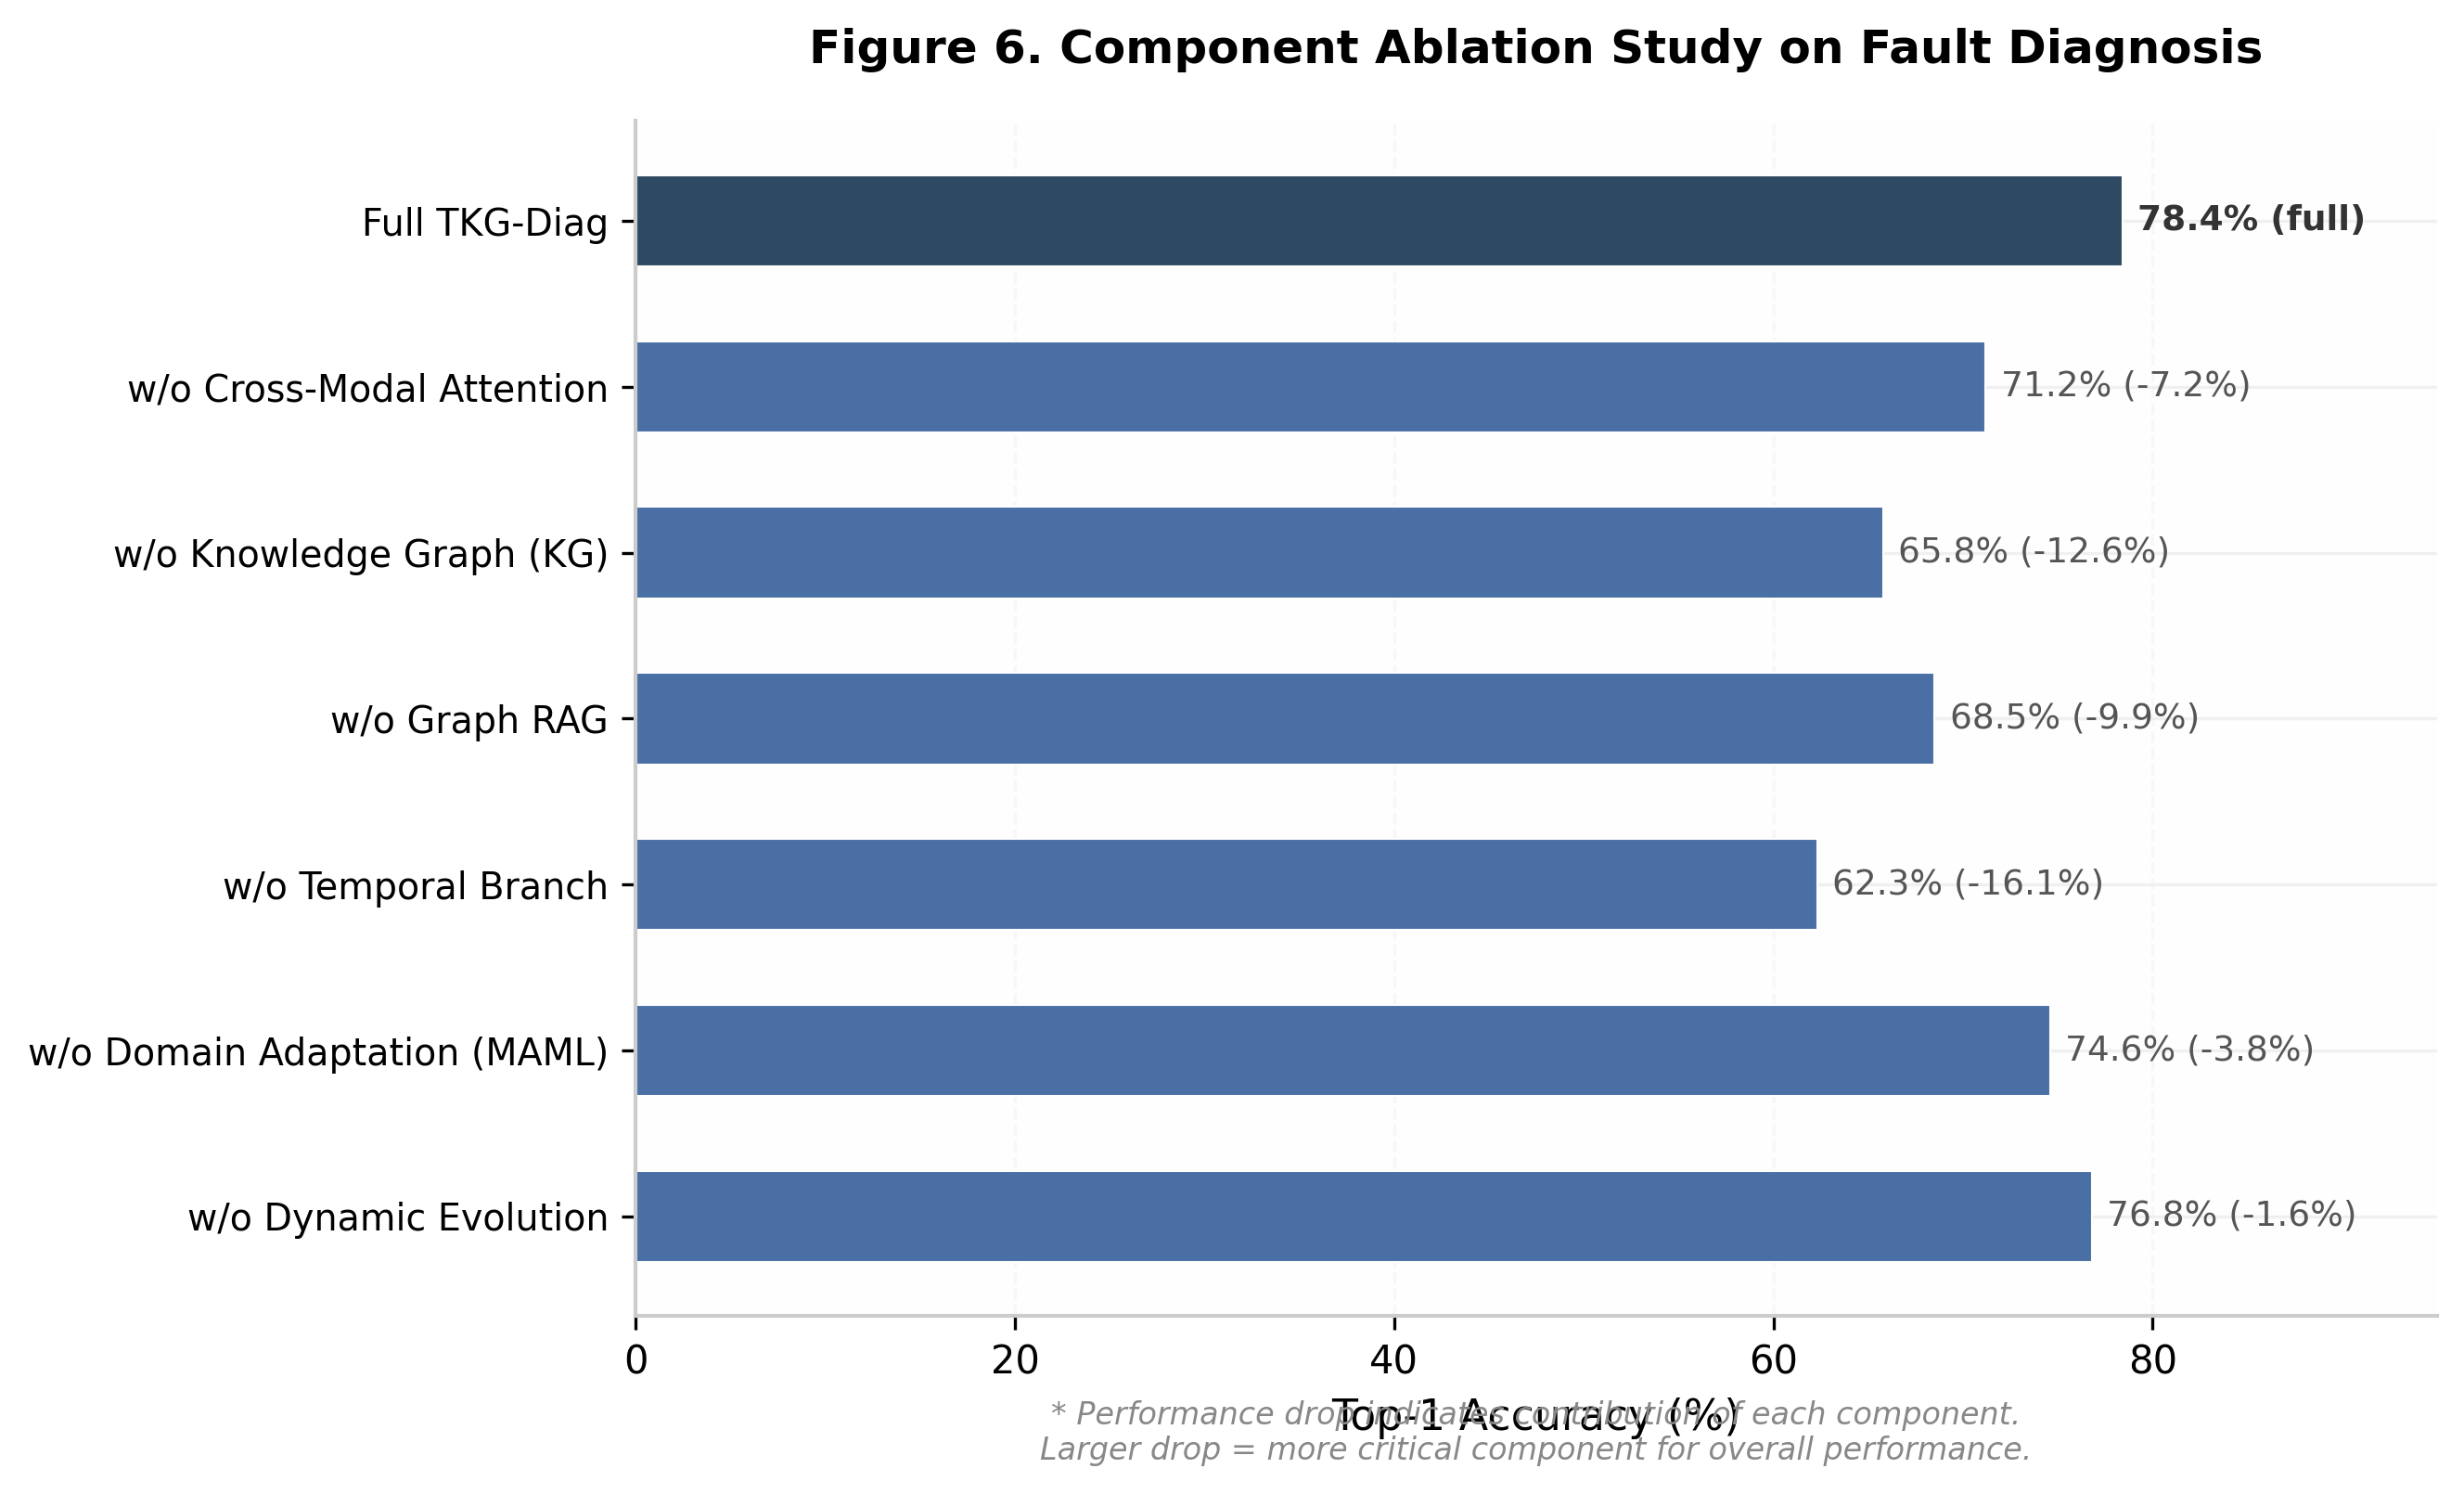 Figure 6. Component Ablation Study on Fault Diagnosis
Full TKG-Diag
78.4% (full)
w/o Cross-Modal Attention
71.2% (-7.2%)
w/o Knowledge Graph (KG)
65.8% (-12.6%)
w/o Graph RAG
68.5% (-9.9%)
w/o Temporal Branch
62.3% (-16.1%)
w/o Domain Adaptation (MAML)
74.6% (-3.8%)
w/o Dynamic Evolution
76.8% (-1.6%)
0 20 40 60 80
Top-1 Accuracy (%)
* Performance drop indicates contribution of each component.
Larger drop = more critical component for overall performance.